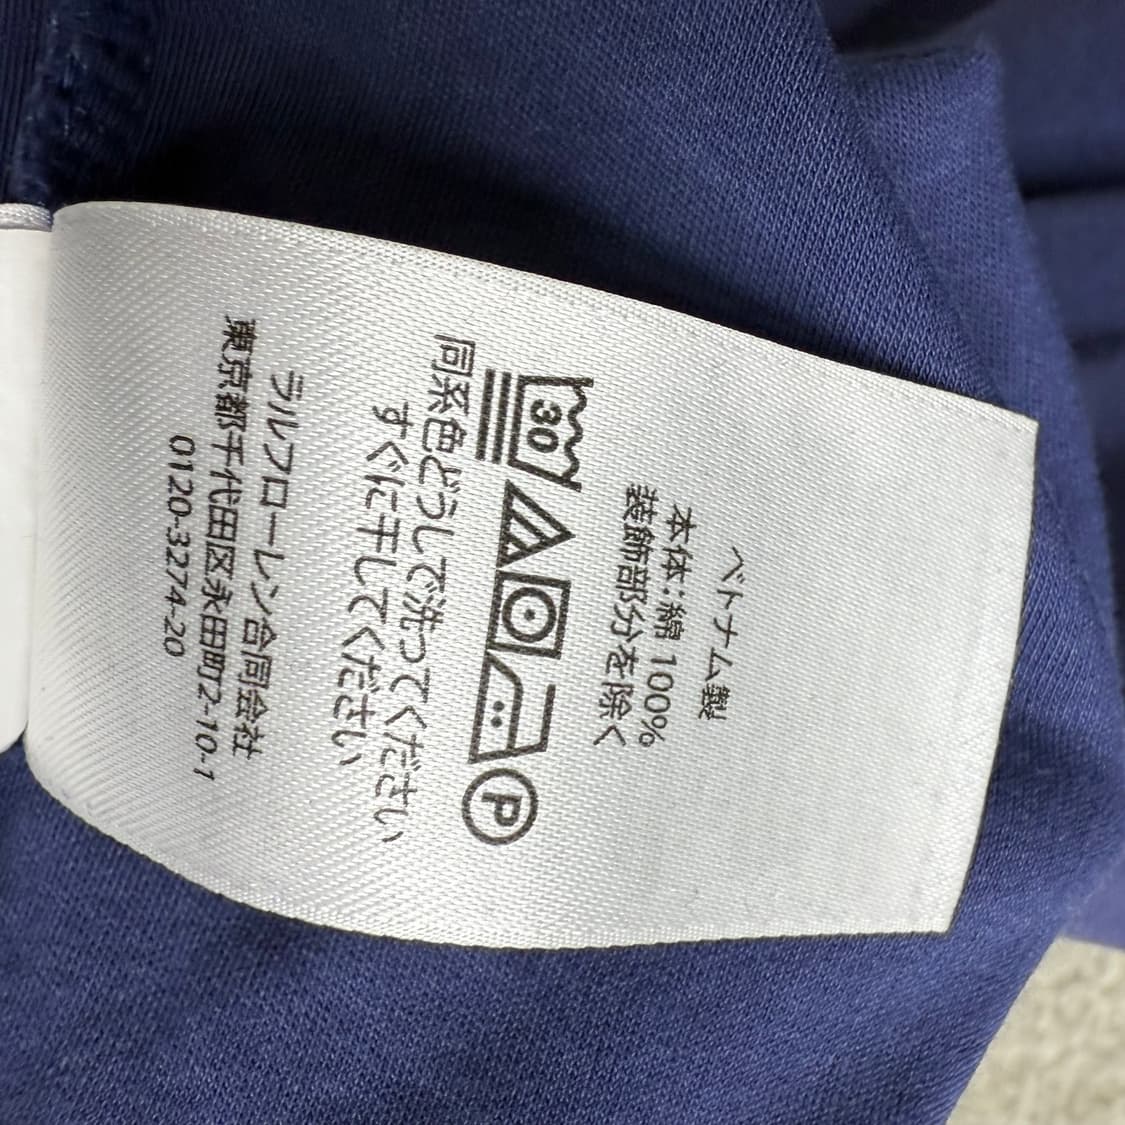 ベトナム製
本体:綿 100%
装飾部分を除く
30
P
同系色どうしで洗ってください
すぐに干してください
ラルフローレン合同会社
東京都千代田区永田町2-10-1
0120-3274-20